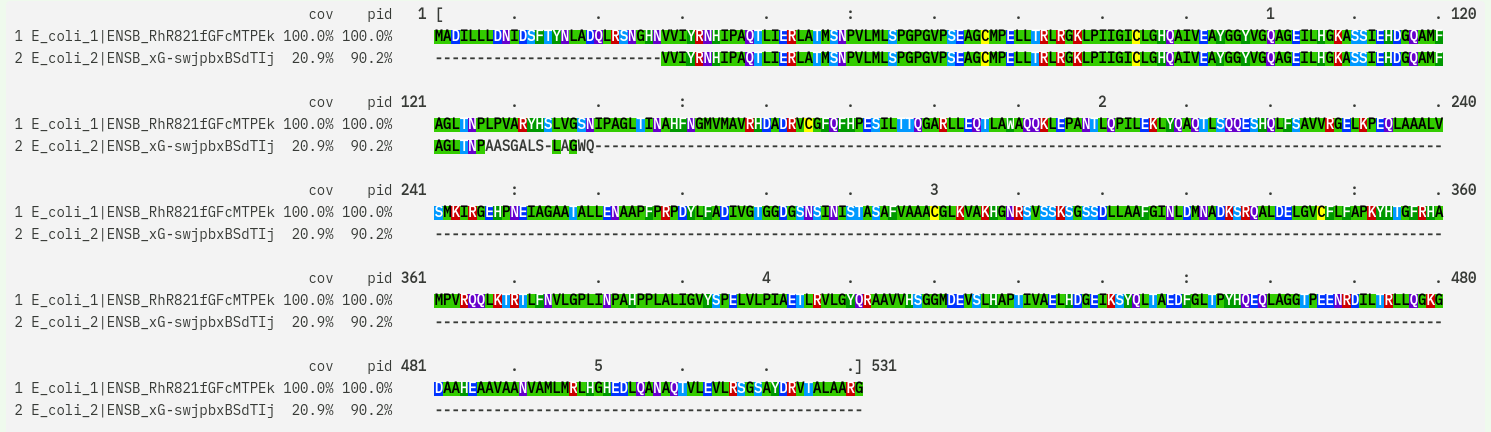 cov pid 1 [ . . . . : . . . . 1 . . 120
1 E_coli_1|ENSB_RhR821fGFcMTPEk 100.0% 100.0% MADILLLDNIDSFTYNLADQLRSNGHNVVIYRNHIPAQTLIERLATMSNPVLMLSPGPGVPSEAGCMPELLTRLRGKLPIIGICLGHQAIVEAYGGYVGQAGEILHGKASSIEHDGQAMF
2 E_coli_2|ENSB_xG-swjpbxBSdTIj 20.9% 90.2% ---------------------------VVIYRNHIPAQTLIERLATMSNPVLMLSPGPGVPSEAGCMPELLTRLRGKLPIIGICLGHQAIVEAYGGYVGQAGEILHGKASSIEHDGQAMF
cov pid 121 . . : . . . . 2 . . . . 240
1 E_coli_1|ENSB_RhR821fGFcMTPEk 100.0% 100.0% AGLTNPLPVARYHSLVGSNIPAGLTINAHFNGMVMAVRHDADRVCGFQFHPESILTTQGARLLEQTLAWAQQKLEPANTLQPILEKLYQAQTLSQQESHQLFSAVVRGELKPEQLAAALV
2 E_coli_2|ENSB_xG-swjpbxBSdTIj 20.9% 90.2% AGLTNPAASGALS-LAGWQ-----------------------------------------------------------------------------------------------------
cov pid 241 : . . . . 3 . . . . : . 360
1 E_coli_1|ENSB_RhR821fGFcMTPEk 100.0% 100.0% SMKIRGEHPNEIAGAATALLENAAPFPRPDYLFADIVGTGGDGSNSINISTASAFVAAACGLKVAKHGNRSVSSKSGSSDLLAAFGINLDMNADKSRQALDELGVCFLFAPKYHTGFRHA
2 E_coli_2|ENSB_xG-swjpbxBSdTIj 20.9% 90.2% ------------------------------------------------------------------------------------------------------------------------
cov pid 361 . . . 4 . . . . : . . . 480
1 E_coli_1|ENSB_RhR821fGFcMTPEk 100.0% 100.0% MPVRQQLKTRTLFNVLGPLINPAHPPLALIGVYSPELVLPIAETLRVLGYQRAAVVHSGGMDEVSLHAPTIVAELHDGEIKSYQLTAEDFGLTPYHQEQLAGGTPEENRDILTRLLQGKG
2 E_coli_2|ENSB_xG-swjpbxBSdTIj 20.9% 90.2% ------------------------------------------------------------------------------------------------------------------------
cov pid 481 . 5 . . .] 531
1 E_coli_1|ENSB_RhR821fGFcMTPEk 100.0% 100.0% DAAHEAAVAANVAMLMRLHGHEDLQANAQTVLEVLRSGSAYDRVTALAARG
2 E_coli_2|ENSB_xG-swjpbxBSdTIj 20.9% 90.2% ---------------------------------------------------